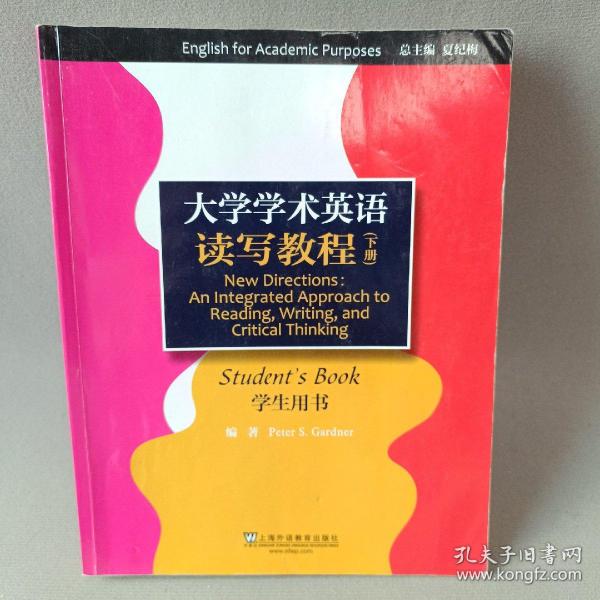 English for Academic Purposes 总主编 夏纪梅
大学学术英语
读写教程(下册)
New Directions:
An Integrated Approach to
Reading, Writing, and
Critical Thinking
Student's Book
学生用书
编 著 Peter S. Gardner
上海外语教育出版社
www.sflep.com
孔夫子旧书网
www.kongfz.com